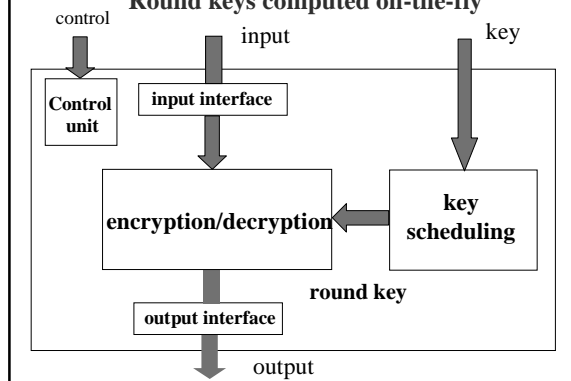 Round keys computed on-the-fly
control
input
key
Control
unit
input interface
encryption/decryption
key
scheduling
round key
output interface
output